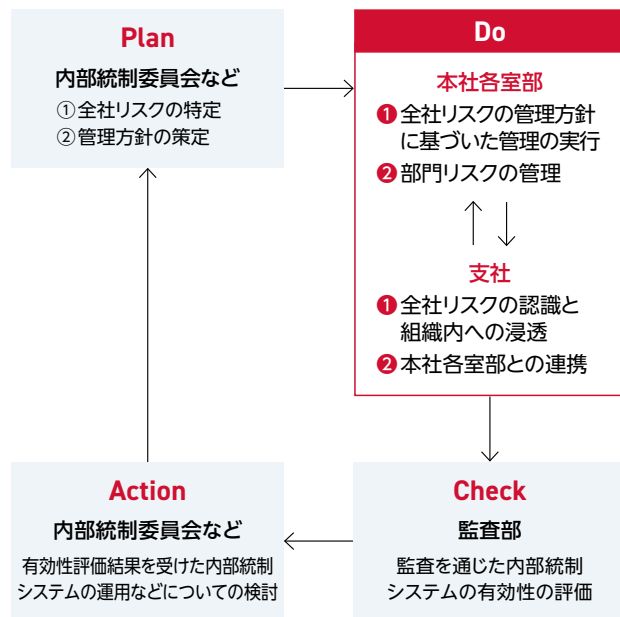 Plan
内部統制委員会など
①全社リスクの特定
②管理方針の策定
Do
本社各室部
❶全社リスクの管理方針
に基づいた管理の実行
❷部門リスクの管理
支社
❶全社リスクの認識と
組織内への浸透
❷本社各室部との連携
Check
監査部
監査を通じた内部統制
システムの有効性の評価
Action
内部統制委員会など
有効性評価結果を受けた内部統制
システムの運用などについての検討